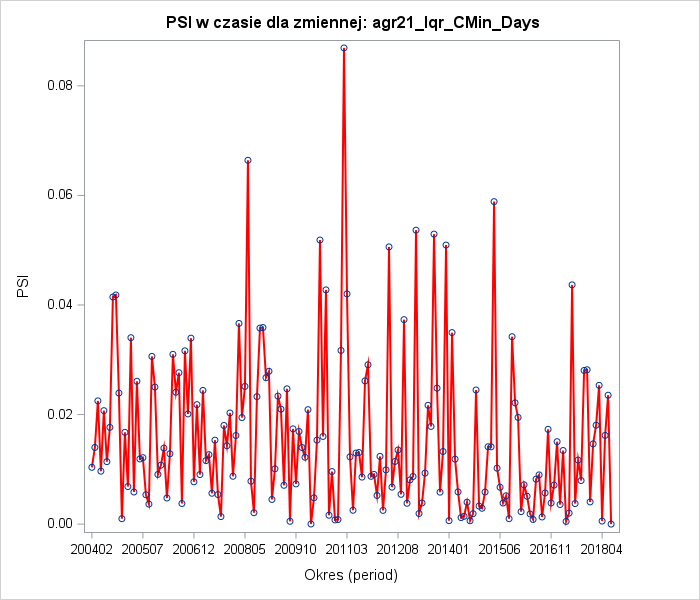 PSI w czasie dla zmiennej: agr21_Iqr_CMin_Days
0.08
0.06
0.04
0.02
0.00
PSI
200402 200507 200612 200805 200910 201103 201208 201401 201506 201611 201804
Okres (period)